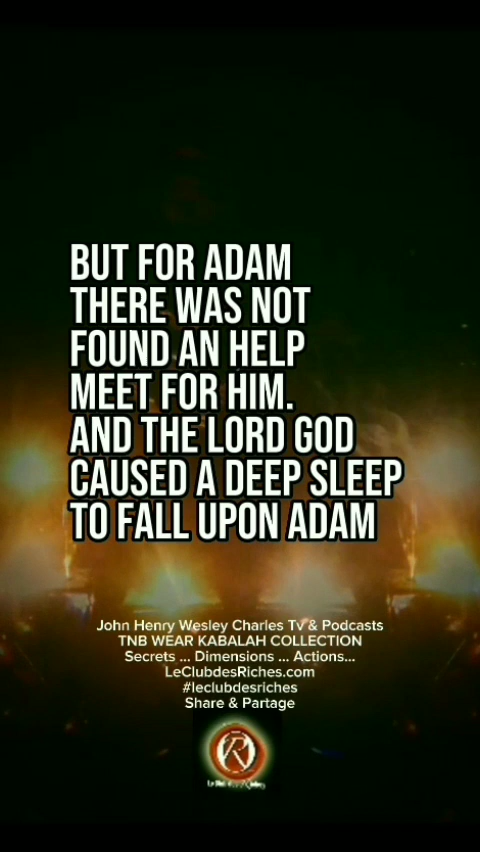 BUT FOR ADAM
THERE WAS NOT
FOUND AN HELP
MEET FOR HIM.
AND THE LORD GOD
CAUSED A DEEP SLEEP
TO FALL UPON ADAM
John Henry Wesley Charles Tv & Podcasts
TNB WEAR KABALAH COLLECTION
Secrets ... Dimensions ... Actions...
LeClubdesRiches.com
#leclubdesriches
Share & Partage
R